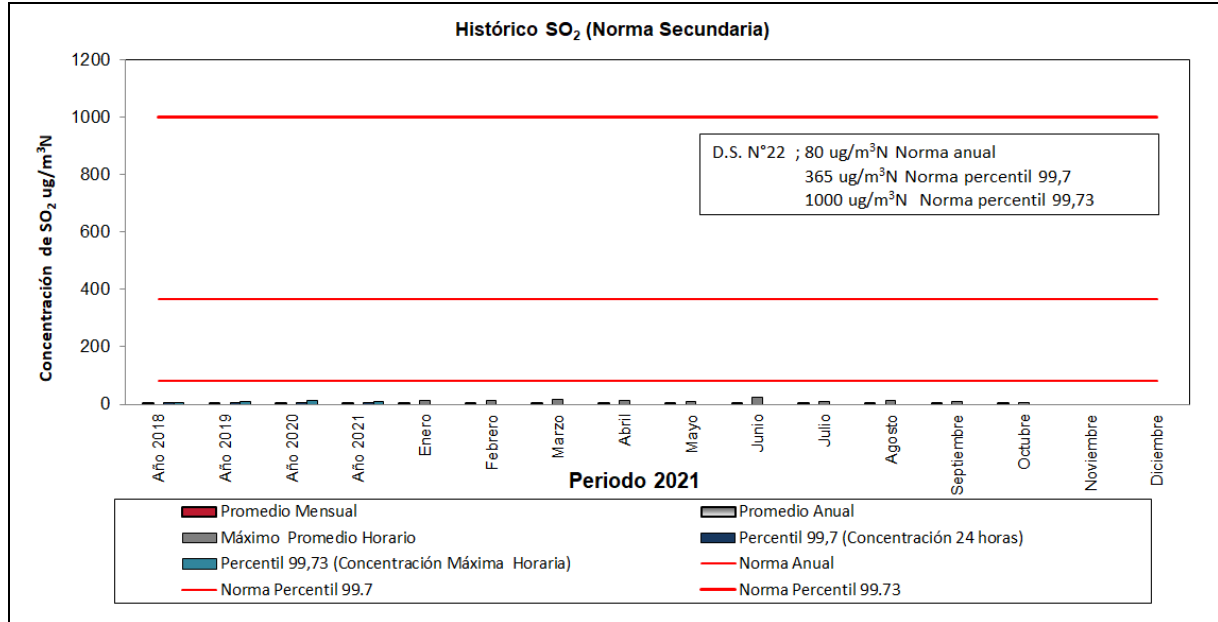 Histórico SO₂ (Norma Secundaria)
Concentración de SO₂ ug/m³N
1200
1000
800
600
400
200
0
D.S. N°22 ; 80 ug/m³N Norma anual
365 ug/m³N Norma percentil 99,7
1000 ug/m³N Norma percentil 99,73
Año 2018
Año 2019
Año 2020
Año 2021
Enero
Febrero
Marzo
Abril
Mayo
Junio
Julio
Agosto
Septiembre
Octubre
Noviembre
Diciembre
Periodo 2021
Promedio Mensual
Promedio Anual
Máximo Promedio Horario
Percentil 99,7 (Concentración 24 horas)
Percentil 99,73 (Concentración Máxima Horaria)
Norma Anual
Norma Percentil 99.7
Norma Percentil 99.73